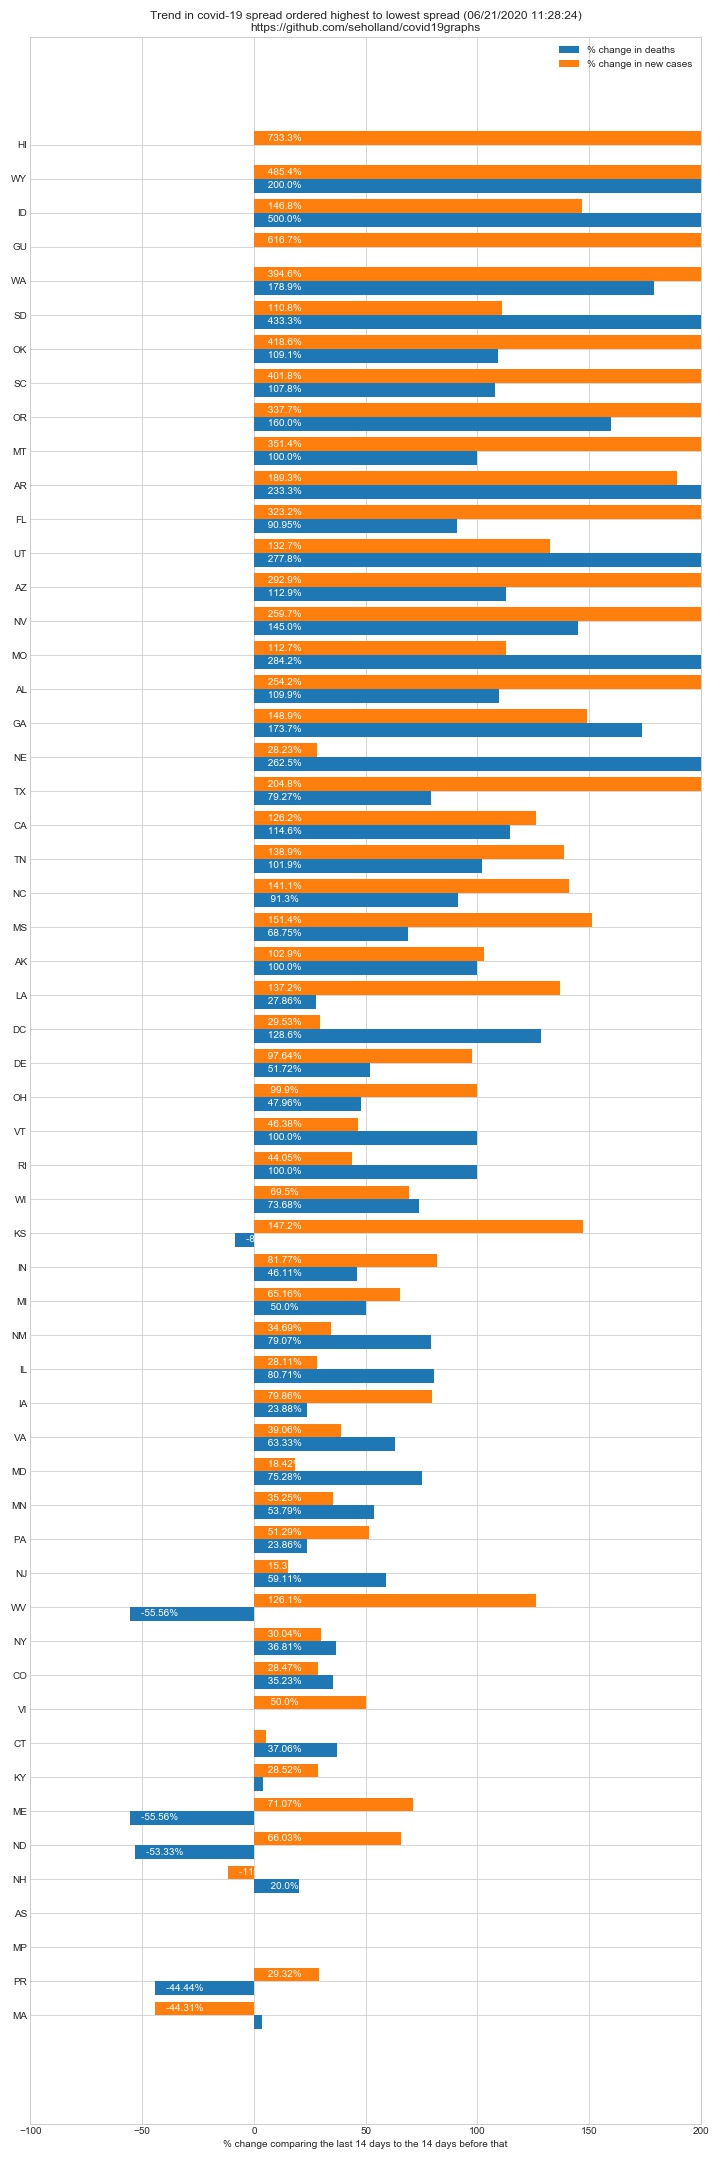 Trend in covid-19 spread ordered highest to lowest spread (06/21/2020 11:28:24)
https://github.com/seholland/covid19graphs
% change in deaths
% change in new cases
HI
733.3%
WY
485.4%
200.0%
ID
146.8%
500.0%
GU
616.7%
WA
394.6%
178.9%
SD
110.8%
433.3%
OK
418.6%
109.1%
SC
401.8%
107.8%
OR
337.7%
160.0%
MT
351.4%
100.0%
AR
189.3%
233.3%
FL
323.2%
90.95%
UT
132.7%
277.8%
AZ
292.9%
112.9%
NV
259.7%
145.0%
MO
112.7%
284.2%
AL
254.2%
109.9%
GA
148.9%
173.7%
NE
28.23%
262.5%
TX
204.8%
79.27%
CA
126.2%
114.6%
TN
138.9%
101.9%
NC
141.1%
91.3%
MS
151.4%
68.75%
AK
102.9%
100.0%
LA
137.2%
27.86%
DC
29.53%
128.6%
DE
97.64%
51.72%
OH
99.9%
47.96%
VT
46.38%
100.0%
RI
44.05%
100.0%
WI
69.5%
73.68%
KS
147.2%
-8
IN
81.77%
46.11%
MI
65.16%
50.0%
NM
34.69%
79.07%
IL
28.11%
80.71%
IA
79.86%
23.88%
VA
39.06%
63.33%
MD
18.42
75.28%
MN
35.25%
53.79%
PA
51.29%
23.86%
NJ
15.3
59.11%
WV
126.1%
-55.56%
NY
30.04%
36.81%
CO
28.47%
35.23%
VI
50.0%
CT
37.06%
KY
28.52%
ME
71.07%
-55.56%
ND
66.03%
-53.33%
NH
-11
20.0%
AS
MP
PR
29.32%
-44.44%
MA
-44.31%
−100 −50 0 50 100 150 200
% change comparing the last 14 days to the 14 days before that